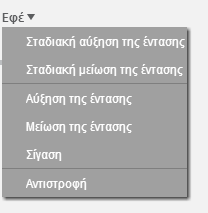 Εφέ
Σταδιακή αύξηση της έντασης
Σταδιακή μείωση της έντασης
Αύξηση της έντασης
Μείωση της έντασης
Σίγαση
Αντιστροφή